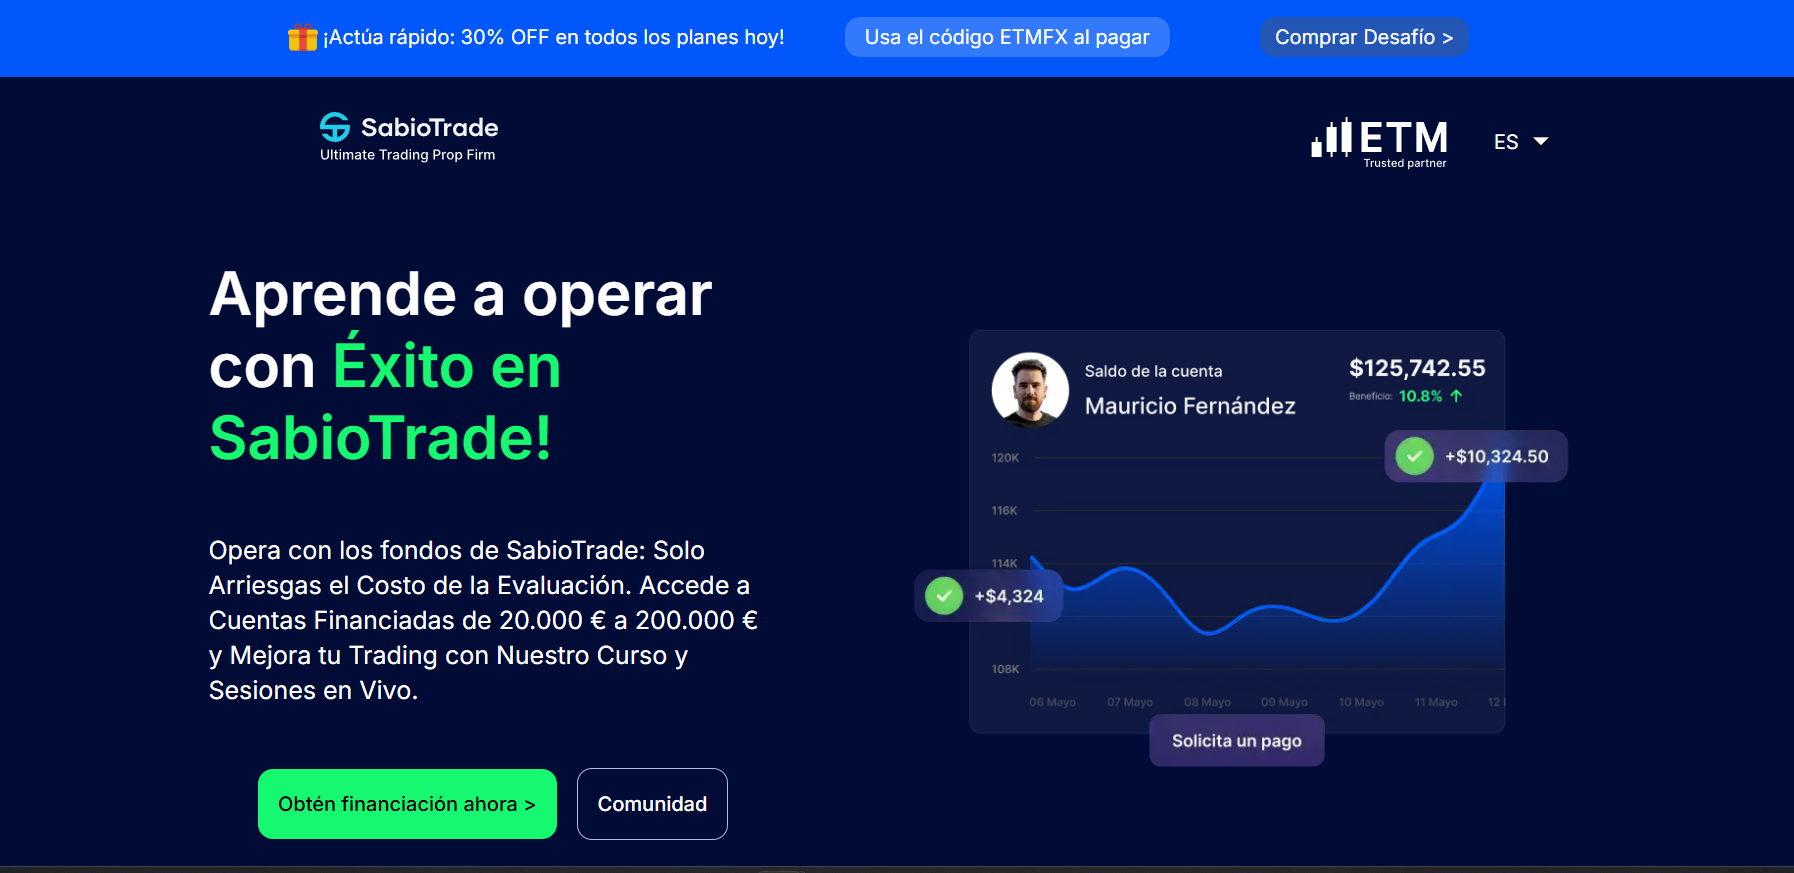 ¡Actúa rápido: 30% OFF en todos los planes hoy!
Usa el código ETMFX al pagar
Comprar Desafío >
SabioTrade
Ultimate Trading Prop Firm
ETM
Trusted partner
ES
Aprende a operar
con Éxito en
SabioTrade!
Opera con los fondos de SabioTrade: Solo
Arriesgas el Costo de la Evaluación. Accede a
Cuentas Financiadas de 20.000 € a 200.000 €
y Mejora tu Trading con Nuestro Curso y
Sesiones en Vivo.
Obtén financiación ahora >
Comunidad
Saldo de la cuenta
Mauricio Fernández
$125,742.55
Beneficio: 10.8%
+$10,324.50
120K
116K
114K
+$4,324
108K
06 Mayo 07 Mayo 08 Mayo 09 Mayo 10 Mayo 11 Mayo 12
Solicita un pago